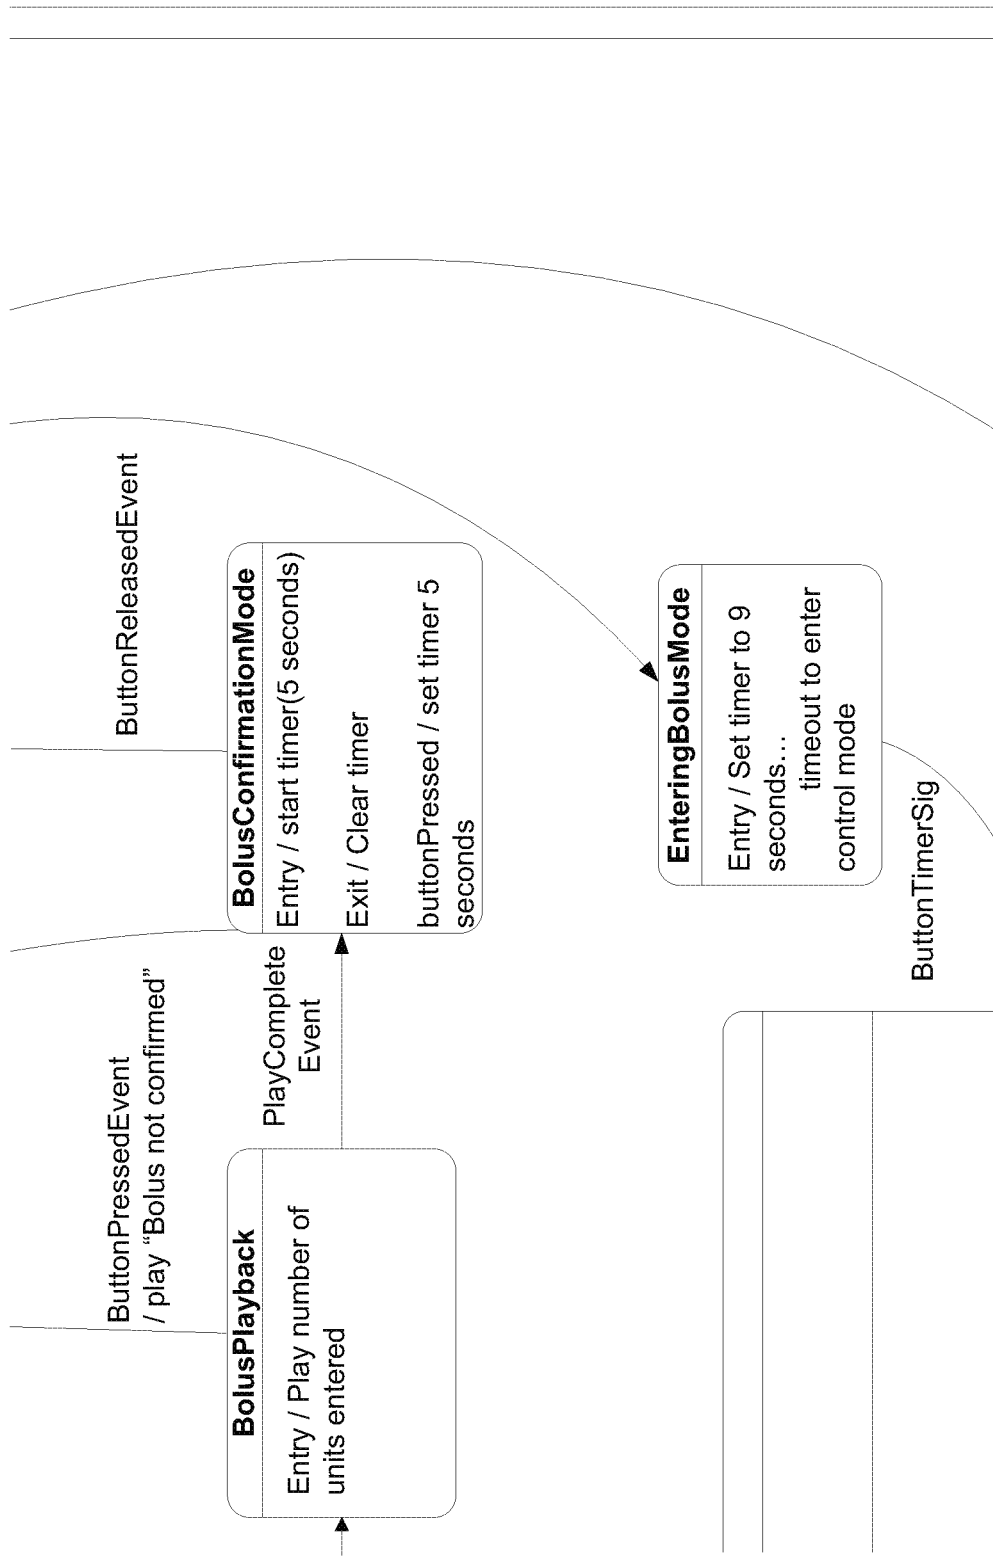 ButtonPressedEvent
/ play “Bolus not confirmed”
ButtonReleasedEvent
BolusPlayback
Entry / Play number of
units entered
PlayComplete
Event
BolusConfirmationMode
Entry / start timer(5 seconds)
Exit / Clear timer
buttonPressed / set timer 5
seconds
EnteringBolusMode
Entry / Set timer to 9
seconds…
timeout to enter
control mode
ButtonTimerSig